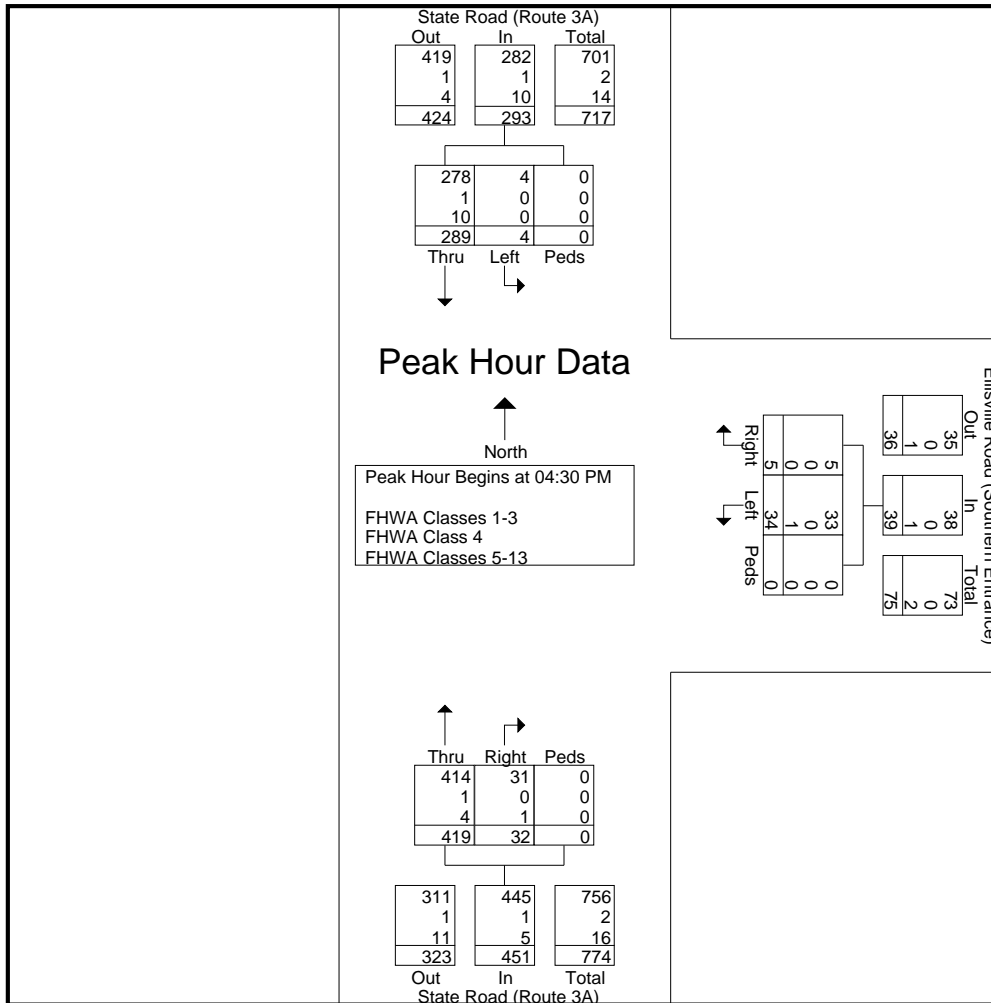 State Road (Route 3A)
Out In Total
419 282 701
1 1 2
4 10 14
424 293 717
278 4 0
1 0 0
10 0 0
289 4 0
Thru Left Peds
Peak Hour Data
North
Peak Hour Begins at 04:30 PM
FHWA Classes 1-3
FHWA Class 4
FHWA Classes 5-13
Ellisville Road (Southern Entrance)
Out In Total
35 38 73
0 0 0
1 1 2
36 39 75
5 33 0
0 0 0
0 1 0
5 34 0
Right Left Peds
Thru Right Peds
414 31 0
1 0 0
4 1 0
419 32 0
311 445 756
1 1 2
11 5 16
323 451 774
Out In Total
State Road (Route 3A)